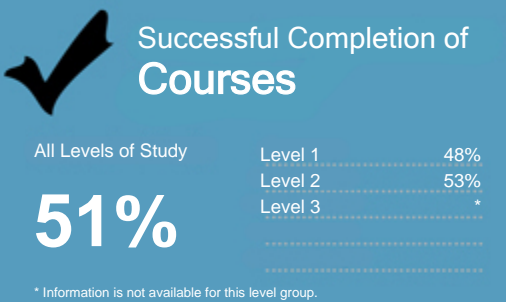 Successful Completion of
Courses
All Levels of Study
51%
Level 1 48%
Level 2 53%
Level 3 *
* Information is not available for this level group.